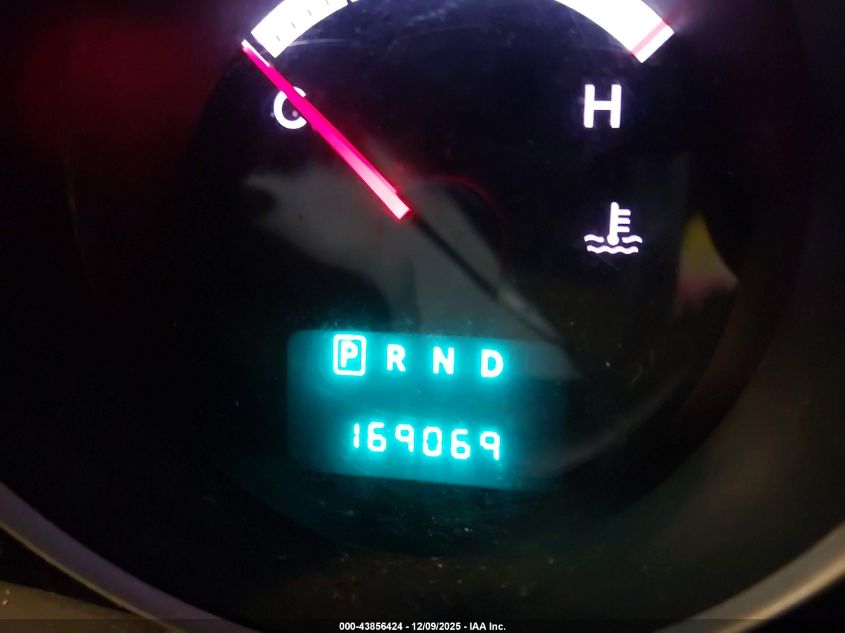 C H
P R N D
169069
000-43856424 - 12/09/2025 - IAA Inc.